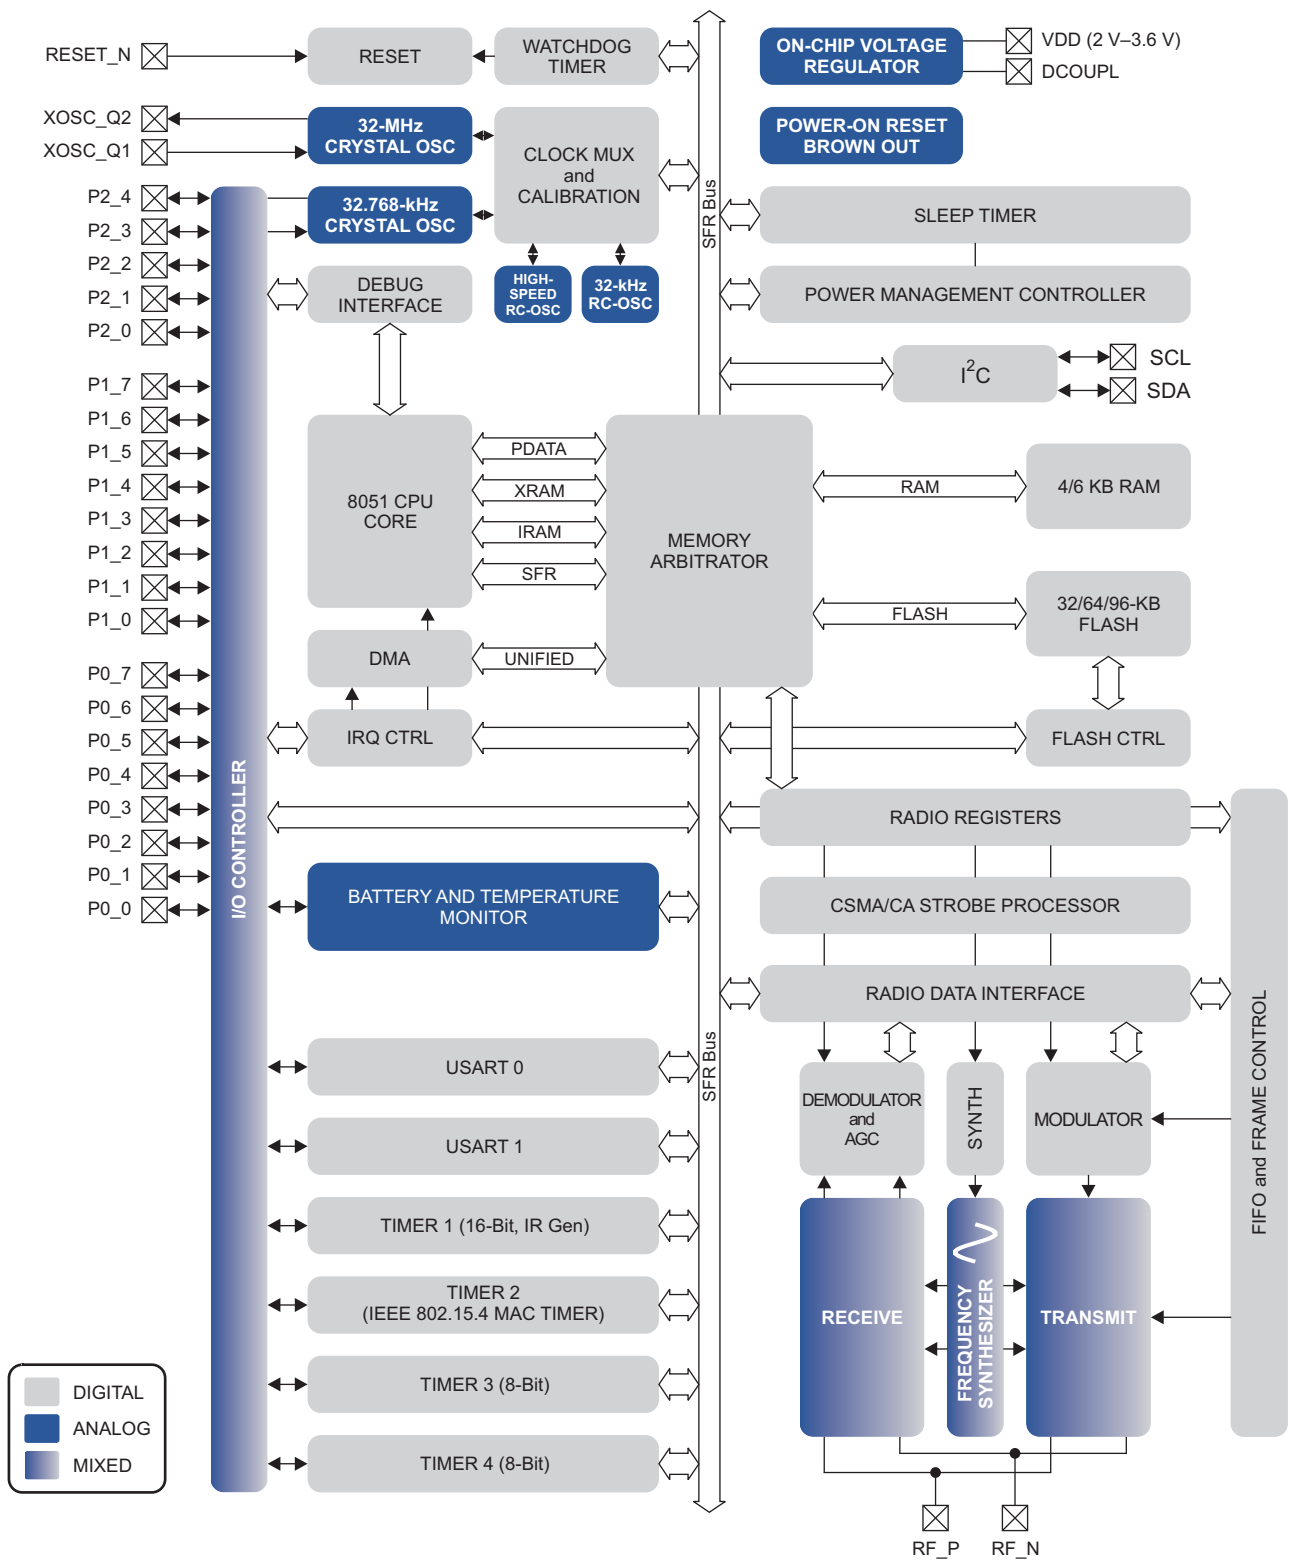 RESET_N
RESET
WATCHDOG
TIMER
ON-CHIP VOLTAGE
REGULATOR
VDD (2 V–3.6 V)
DCOUPL
XOSC_Q2
XOSC_Q1
32-MHz
CRYSTAL OSC
CLOCK MUX
and
CALIBRATION
POWER-ON RESET
BROWN OUT
P2_4
P2_3
P2_2
P2_1
P2_0
32.768-kHz
CRYSTAL OSC
SFR Bus
SLEEP TIMER
DEBUG
INTERFACE
HIGH-
SPEED
RC-OSC
32-kHz
RC-OSC
POWER MANAGEMENT CONTROLLER
I2C
SCL
SDA
P1_7
P1_6
P1_5
P1_4
P1_3
P1_2
P1_1
P1_0
8051 CPU
CORE
PDATA
XRAM
IRAM
SFR
MEMORY
ARBITRATOR
RAM
4/6 KB RAM
FLASH
32/64/96-KB
FLASH
DMA
UNIFIED
P0_7
P0_6
P0_5
P0_4
P0_3
P0_2
P0_1
P0_0
IRQ CTRL
FLASH CTRL
I/O CONTROLLER
RADIO REGISTERS
BATTERY AND TEMPERATURE
MONITOR
CSMA/CA STROBE PROCESSOR
RADIO DATA INTERFACE
SFR Bus
FIFO and FRAME CONTROL
USART 0
USART 1
TIMER 1 (16-Bit, IR Gen)
TIMER 2
(IEEE 802.15.4 MAC TIMER)
TIMER 3 (8-Bit)
TIMER 4 (8-Bit)
DEMODULATOR
and
AGC
SYNTH
MODULATOR
RECEIVE
FREQUENCY
SYNTHESIZER
TRANSMIT
DIGITAL
ANALOG
MIXED
RF_P
RF_N